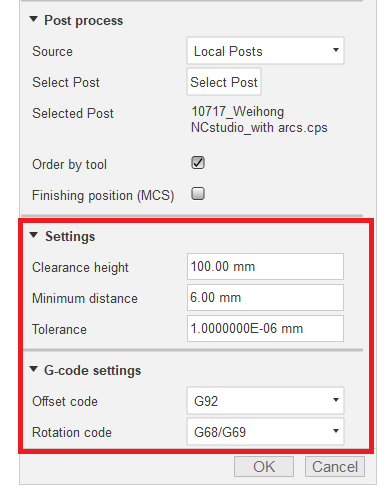 Post process
Source Local Posts
Select Post Select Post
Selected Post 10717_Weihong
NCstudio_with arcs.cps
Order by tool
Finishing position (MCS)
Settings
Clearance height 100.00 mm
Minimum distance 6.00 mm
Tolerance 1.0000000E-06 mm
G-code settings
Offset code G92
Rotation code G68/G69
OK Cancel